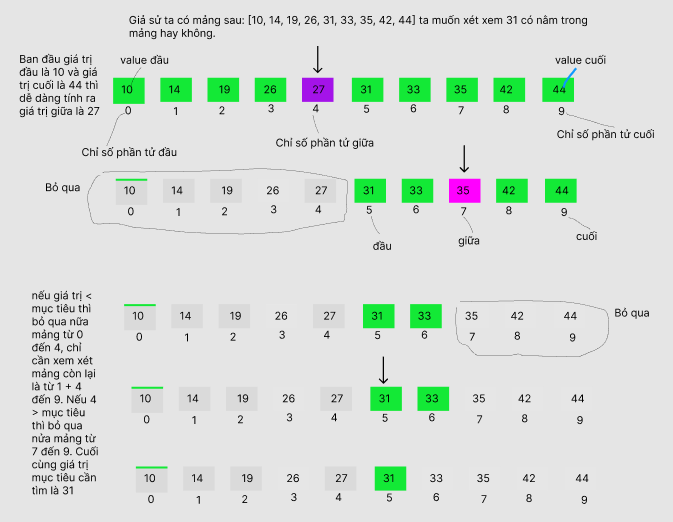 Giả sử ta có mảng sau: [10, 14, 19, 26, 31, 33, 35, 42, 44] ta muốn xét xem 31 có nằm trong
mảng hay không.
Ban đầu giá trị
đầu là 10 và giá
trị cuối là 44 thì
dễ dàng tính ra
giá trị giữa là 27
value đầu
value cuối
10 14 19 26 27 31 33 35 42 44
0 1 2 3 4 5 6 7 8 9
Chỉ số phần tử đầu
Chỉ số phần tử giữa
Chỉ số phần tử cuối
Bỏ qua
10 14 19 26 27 31 33 35 42 44
0 1 2 3 4 5 6 7 8 9
đầu
giữa
cuối
nếu giá trị <
mục tiêu thì
bỏ qua nữa
mảng từ 0
đến 4, chỉ
cần xem xét
mảng còn lại
là từ 1 + 4
đến 9. Nếu 4
> mục tiêu
thì bỏ qua
nửa mảng từ
7 đến 9. Cuối
cùng giá trị
mục tiêu cần
tìm là 31
10 14 19 26 27 31 33 35 42 44
0 1 2 3 4 5 6 7 8 9
Bỏ qua
10 14 19 26 27 31 33 35 42 44
0 1 2 3 4 5 6 7 8 9
10 14 19 26 27 31 33 35 42 44
0 1 2 3 4 5 6 7 8 9